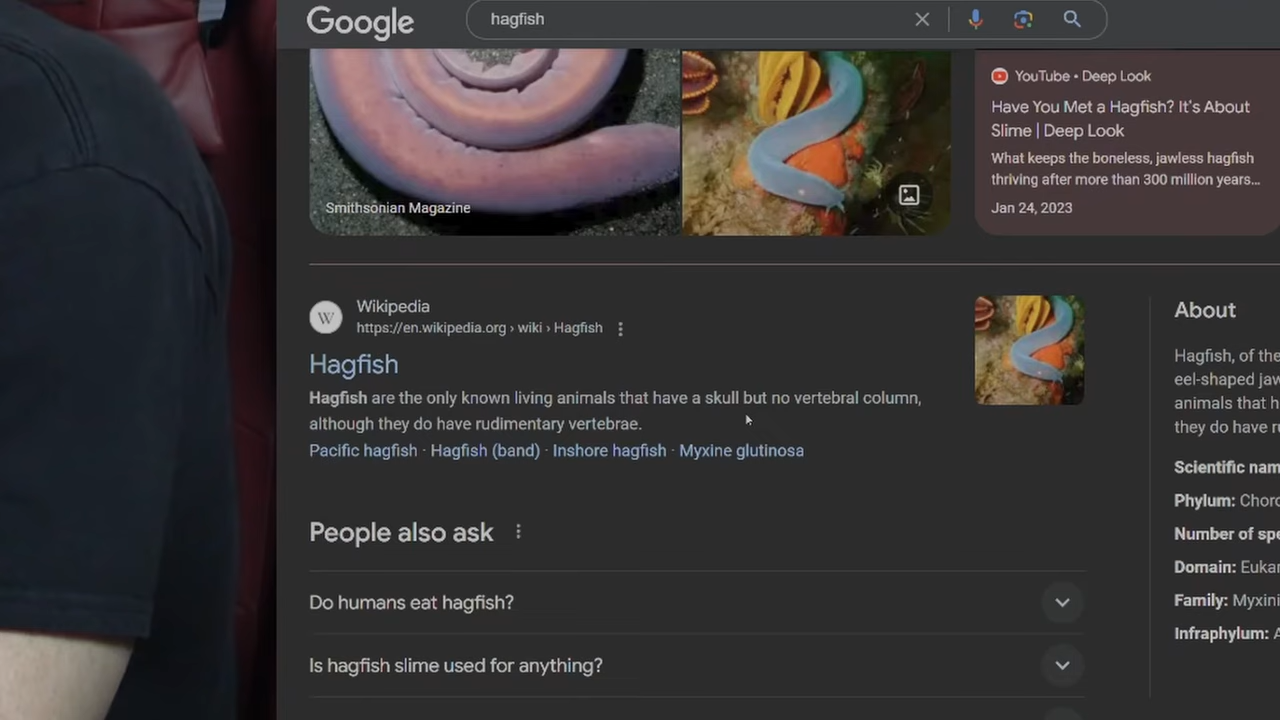 Google
hagfish
Smithsonian Magazine
YouTube • Deep Look
Have You Met a Hagfish? It's About
Slime | Deep Look
What keeps the boneless, jawless hagfish
thriving after more than 300 million years...
Jan 24, 2023
W
Wikipedia
https://en.wikipedia.org › wiki › Hagfish
Hagfish
Hagfish are the only known living animals that have a skull but no vertebral column,
although they do have rudimentary vertebrae.
Pacific hagfish · Hagfish (band) · Inshore hagfish · Myxine glutinosa
People also ask
Do humans eat hagfish?
Is hagfish slime used for anything?
About
Hagfish, of the
eel-shaped jaw
animals that h
they do have ru
Scientific nam
Phylum: Chord
Number of spe
Domain: Eukar
Family: Myxini
Infraphylum: A